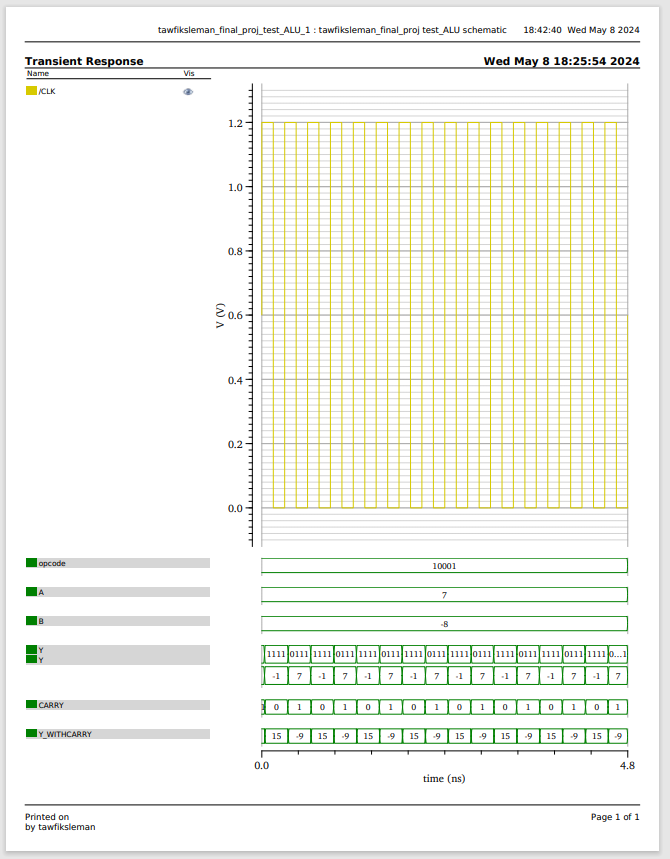 tawfiksleman_final_proj_test_ALU_1 : tawfiksleman_final_proj test_ALU schematic 18:42:40 Wed May 8 2024
Transient Response Wed May 8 18:25:54 2024
Name Vis
/CLK
1.2
1.0
0.8
V (V)
0.6
0.4
0.2
0.0
opcode 10001
A 7
B -8
Y 1111 0111 1111 0111 1111 0111 1111 0111 1111 0111 1111 0111 1111 0111 1111 0...1
Y -1 7 -1 7 -1 7 -1 7 -1 7 -1 7 -1 7 -1 7
CARRY 0 1 0 1 0 1 0 1 0 1 0 1 0 1 0 1
Y_WITHCARRY 15 -9 15 -9 15 -9 15 -9 15 -9 15 -9 15 -9 15 -9
0.0 4.8
time (ns)
Printed on Page 1 of 1
by tawfiksleman